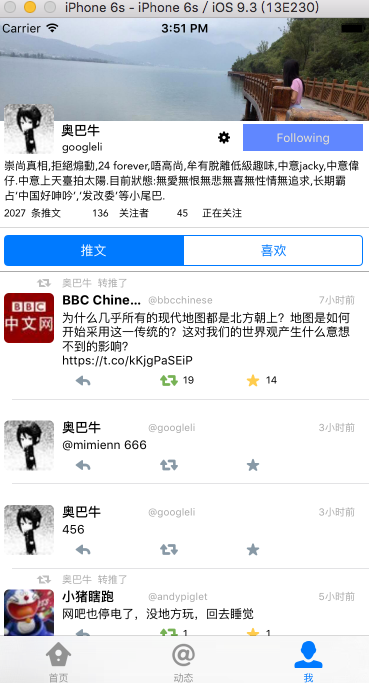 iPhone 6s - iPhone 6s / iOS 9.3 (13E230)
Carrier 3:51 PM
奥巴牛
googleli
Following
崇尚真相,拒絕煽動,24 forever,唔高尚,牟有脫離低級趣味,中意jacky,中意偉
仔.中意上天臺拍太陽.目前狀態:無愛無恨無悲無喜無性情無追求,长期霸
占‘中国好呻吟’,‘发改委’等小尾巴.
2027 条推文 136 关注者 45 正在关注
推文 喜欢
奥巴牛 转推了
BBC Chine... @bbcchinese 7小时前
BBC
中文网
为什么几乎所有的现代地图都是北方朝上？地图是如何
开始采用这一传统的？这对我们的世界观产生什么意想
不到的影响?
https://t.co/kKjgPaSEiP
19 14
奥巴牛 @googleli 3小时前
@mimienn 666
奥巴牛 @googleli 3小时前
456
奥巴牛 转推了
小猪瞎跑 @andypiglet 5小时前
网吧也停电了，没地方玩，回去睡觉
1 1
首页 动态 我